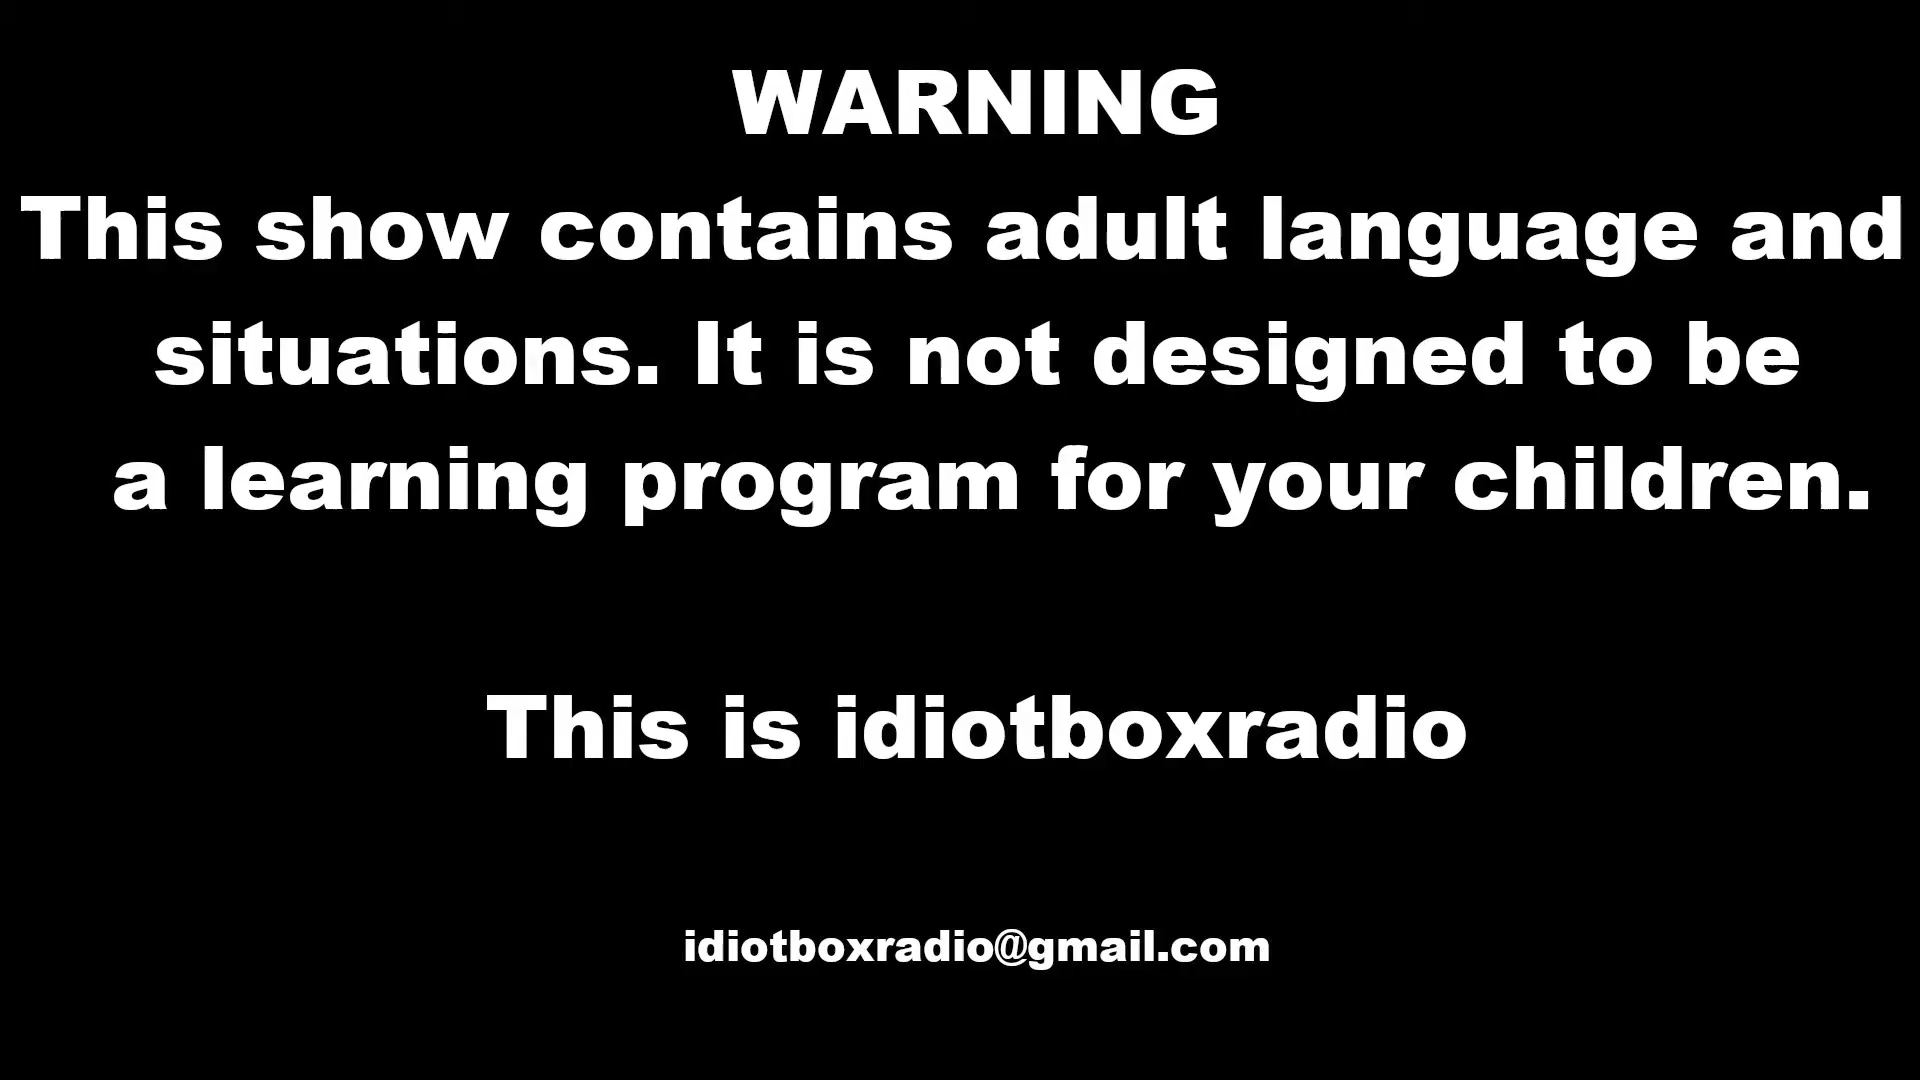 WARNING
This show contains adult language and
situations. It is not designed to be
a learning program for your children.
This is idiotboxradio
idiotboxradio@gmail.com